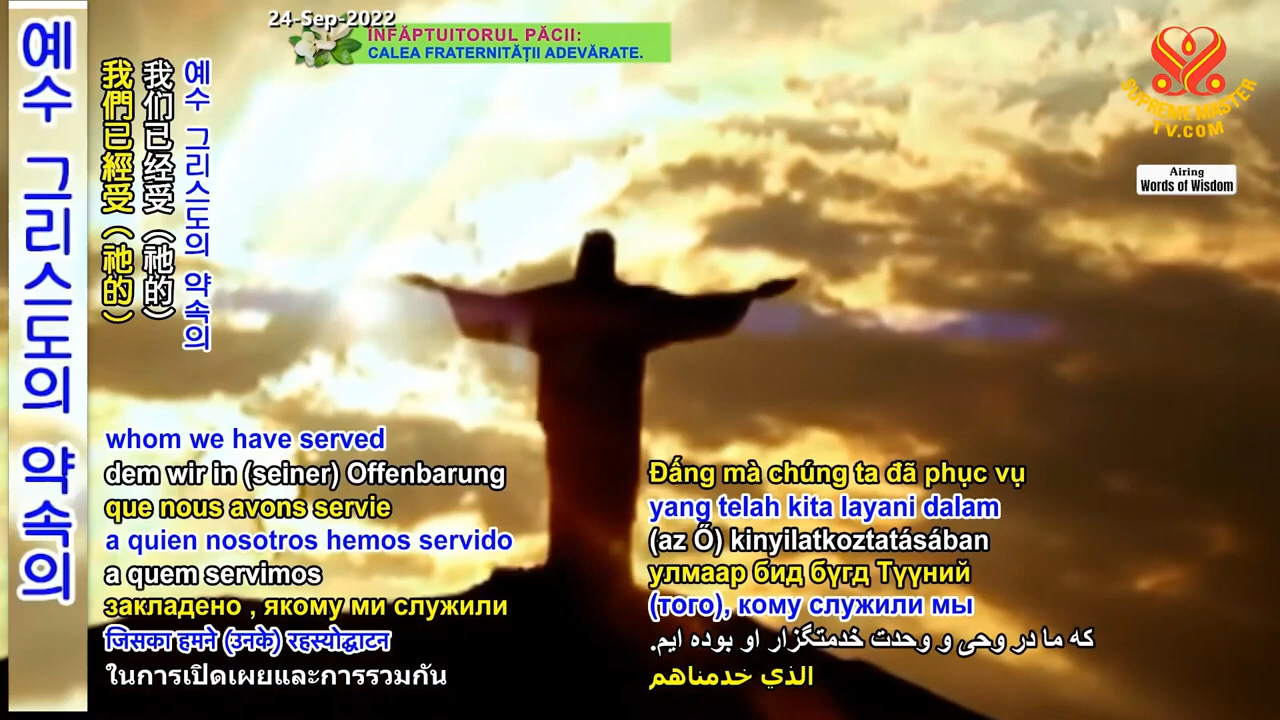 24-Sep-2022
INFĂPTUITORUL PĂCII:
CALEA FRATERNITĂȚII ADEVĂRATE.
SUPREME MASTER
TV.COM
Airing
Words of Wisdom
예수 그리스도의 약속의
我們已經受（祂的）
我们已经受（祂的）
예수 그리스도의 약속의
whom we have served
dem wir in (seiner) Offenbarung
que nous avons servie
a quien nosotros hemos servido
a quem servimos
закладено , якому ми служили
जिसका हमने (उनके) रहस्योद्घाटन
ในการเปิดเผยและการรวมกัน
Đấng mà chúng ta đã phục vụ
yang telah kita layani dalam
(az Ő) kinyilatkoztatásában
улмаар бид бүгд Түүний
(того), кому служили мы
که ما در وحی و وحدت خدمتگزار او بوده ایم.
الذي خدمناهم